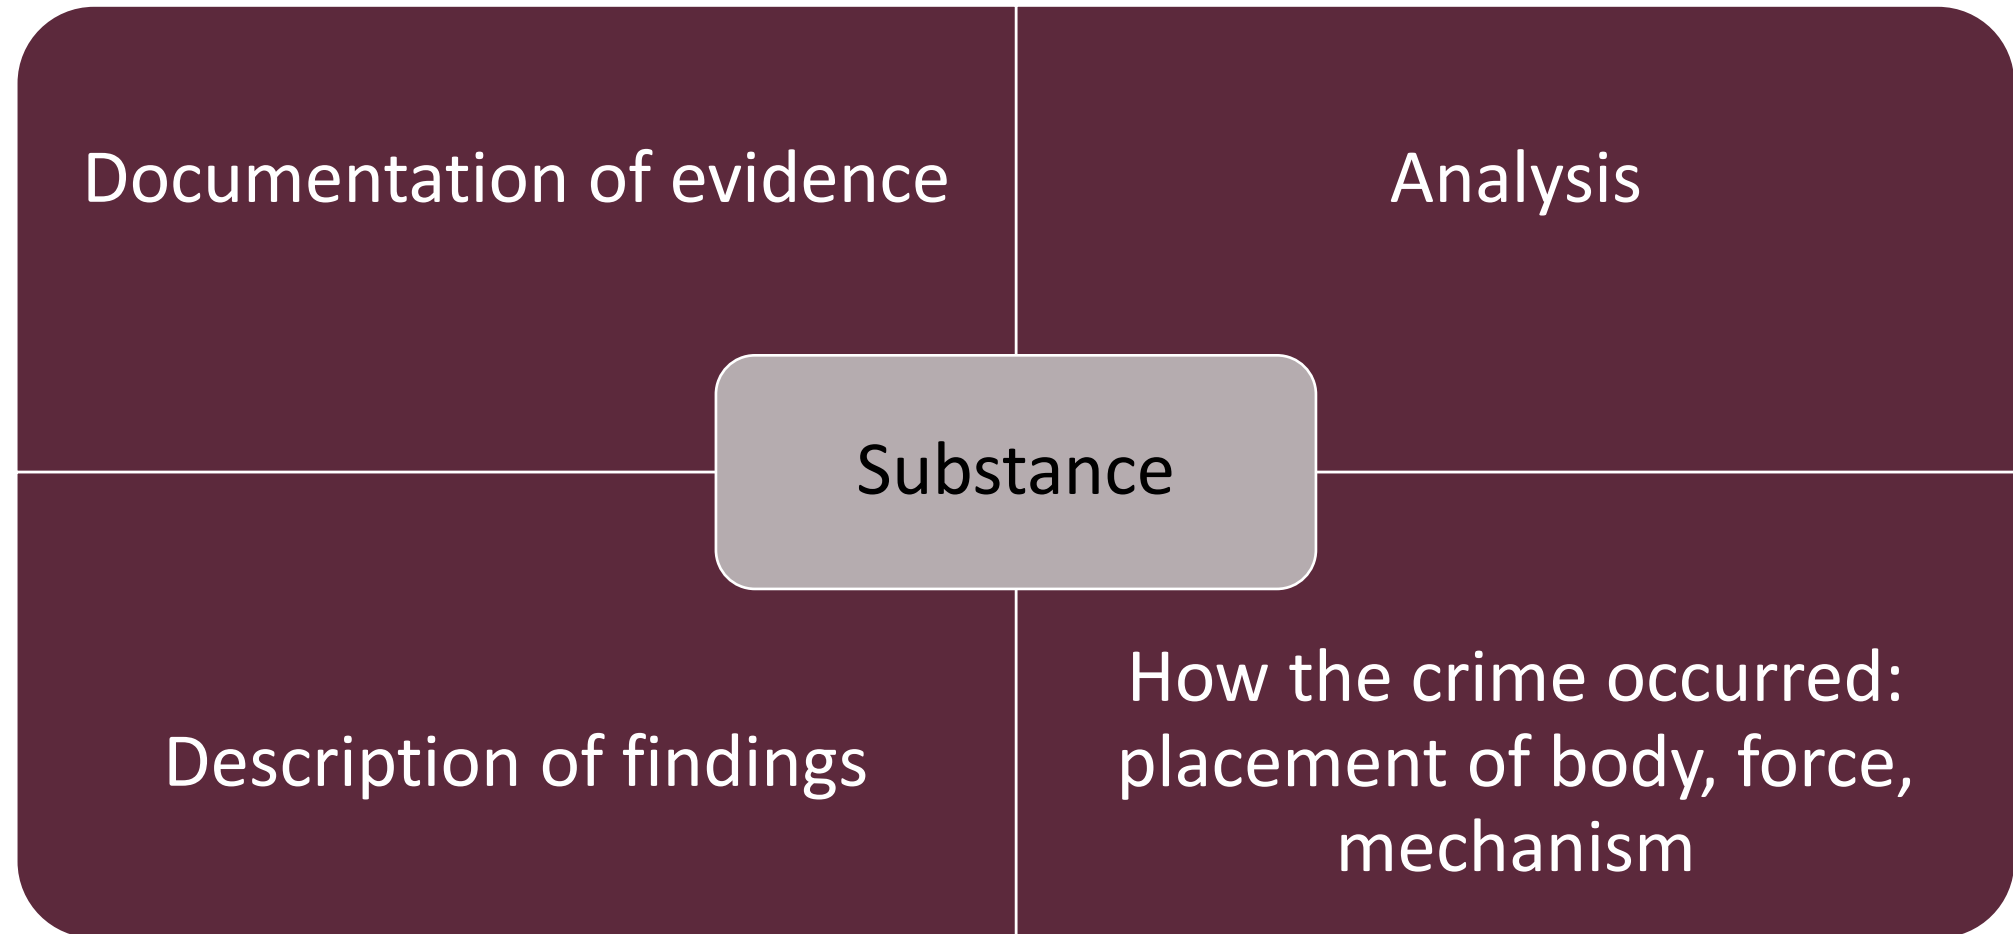 Documentation of evidence
Analysis
Substance
Description of findings
How the crime occurred:
placement of body, force,
mechanism